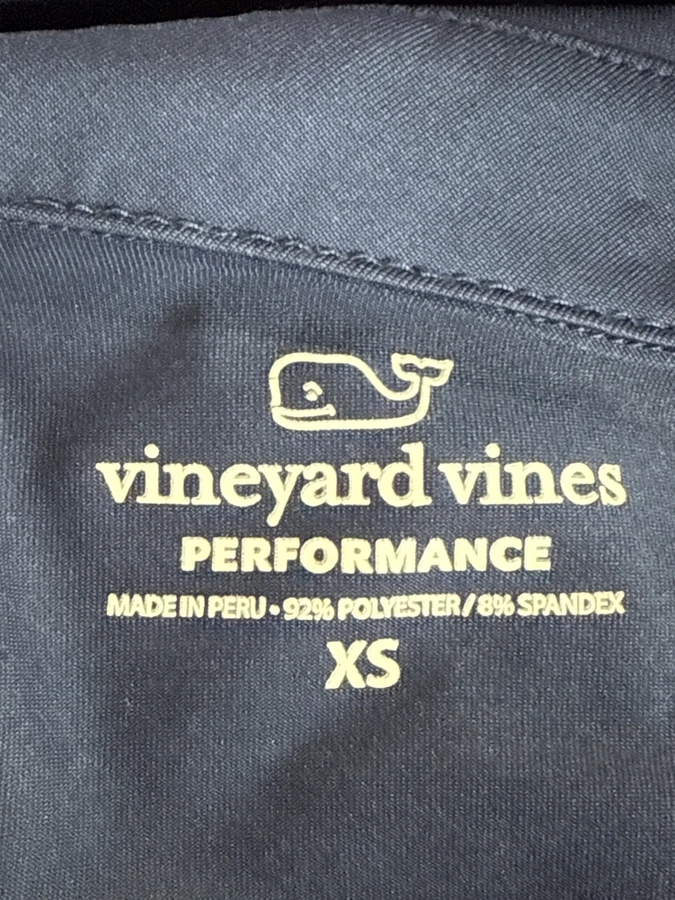 vineyard vines
PERFORMANCE
MADE IN PERU • 92% POLYESTER / 8% SPANDEX
XS